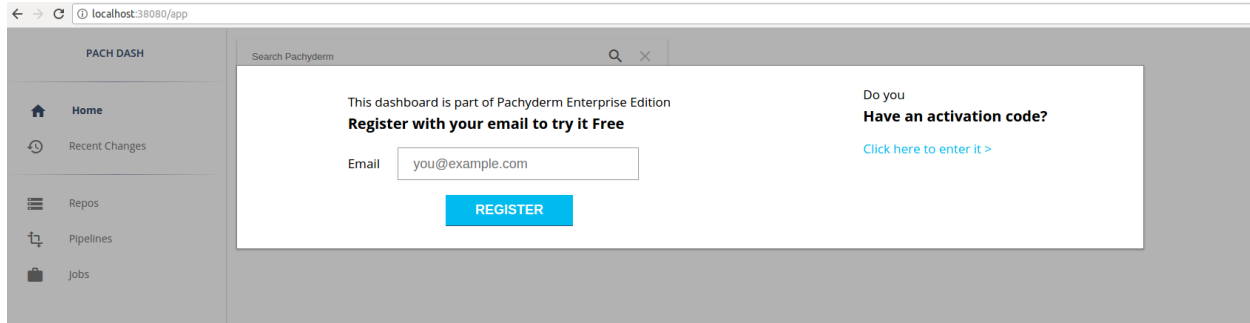 localhost:38080/app
PACH DASH
Home
Recent Changes
Repos
Pipelines
Jobs
Search Pachyderm
This dashboard is part of Pachyderm Enterprise Edition
Register with your email to try it Free
Email you@example.com
REGISTER
Do you
Have an activation code?
Click here to enter it >